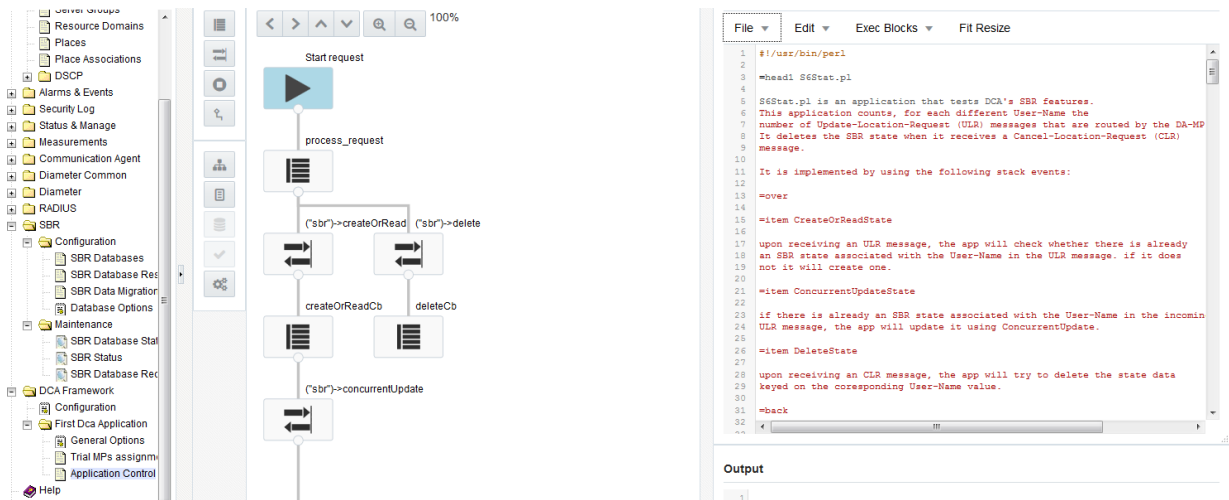 Server Groups
Resource Domains
Places
Place Associations
DSCP
Alarms & Events
Security Log
Status & Manage
Measurements
Communication Agent
Diameter Common
Diameter
RADIUS
SBR
Configuration
SBR Databases
SBR Database Res
SBR Data Migration
Database Options
Maintenance
SBR Database Stat
SBR Status
SBR Database Rec
DCA Framework
Configuration
First Dca Application
General Options
Trial MPs assignm
Application Control
Help
100%
Start request
process_request
("sbr")->createOrRead
("sbr")->delete
createOrReadCb
deleteCb
("sbr")->concurrentUpdate
File Edit Exec Blocks Fit Resize
1 #!/usr/bin/perl
2
3 =head1 S6Stat.pl
4
5 S6Stat.pl is an application that tests DCA's SBR features.
6 This application counts, for each different User-Name the
7 number of Update-Location-Request (ULR) messages that are routed by the DA-MP
8 It deletes the SBR state when it receives a Cancel-Location-Request (CLR)
9 message.
10
11 It is implemented by using the following stack events:
12
13 =over
14
15 =item CreateOrReadState
16
17 upon receiving an ULR message, the app will check whether there is already
18 an SBR state associated with the User-Name in the ULR message. if it does
19 not it will create one.
20
21 =item ConcurrentUpdateState
22
23 if there is already an SBR state associated with the User-Name in the incomin
24 ULR message, the app will update it using ConcurrentUpdate.
25
26 =item DeleteState
27
28 upon receiving an CLR message, the app will try to delete the state data
29 keyed on the coresponding User-Name value.
30
31 =back
32
Output
1